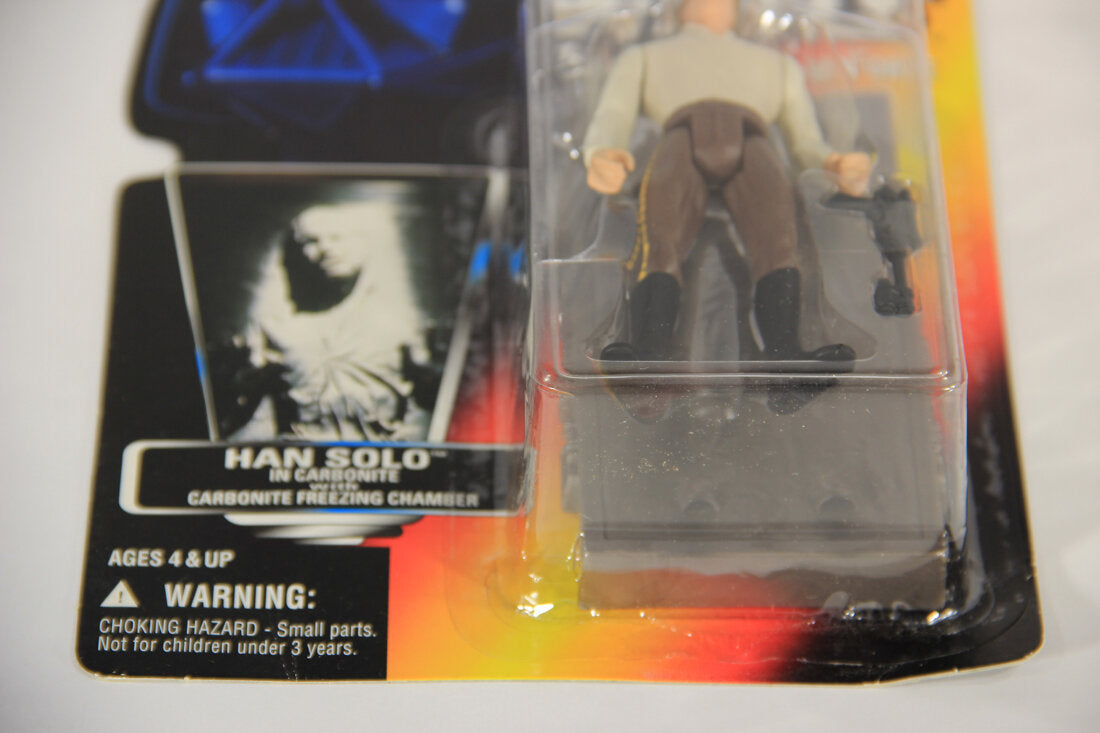 HAN SOLO™
IN CARBONITE
with
CARBONITE FREEZING CHAMBER
AGES 4 & UP
WARNING:
CHOKING HAZARD - Small parts.
Not for children under 3 years.